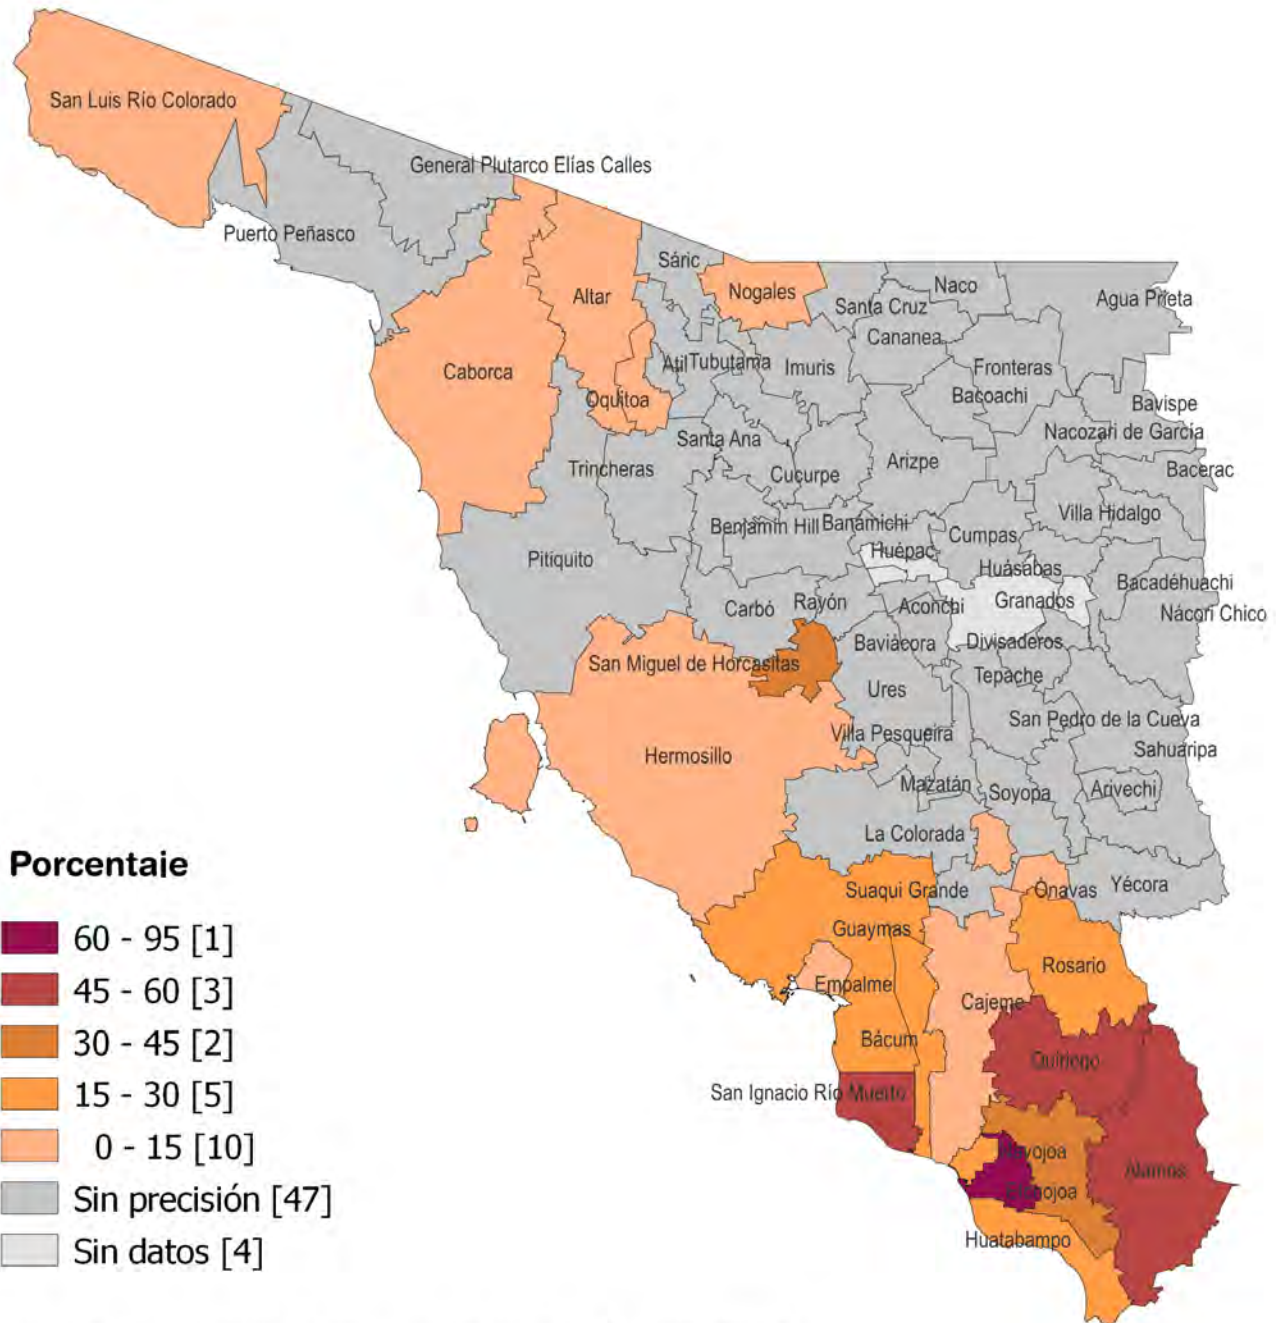 San Luis Río Colorado
General Plutarco Elías Calles
Puerto Peñasco
Sáric
Nogales
Naco
Agua Prieta
Altar
Santa Cruz
Cananea
Caborca
Atil
Tubutama
Imuris
Fronteras
Oquitoa
Bacoachi
Bavispe
Santa Ana
Nacozari de García
Trincheras
Cucurpe
Arizpe
Bacerac
Benjamin Hill
Banámichi
Villa Hidalgo
Cumpas
Pitiquito
Huépac
Huásabas
Bacadéhuachi
Carbó
Rayón
Aconchi
Granados
Nácori Chico
Baviácora
Divisaderos
San Miguel de Horcasitas
Tepache
Ures
San Pedro de la Cueva
Villa Pesqueira
Sahuaripa
Hermosillo
Mazatán
Soyopa
Arivechi
La Colorada
Suaqui Grande
Ónavas
Yécora
Guaymas
Rosario
Empalme
Cajeme
Bácum
Quiriego
San Ignacio Río Muerto
Álamos
Etchojoa
Huatabampo
Porcentaje
60 - 95 [1]
45 - 60 [3]
30 - 45 [2]
15 - 30 [5]
0 - 15 [10]
Sin precisión [47]
Sin datos [4]